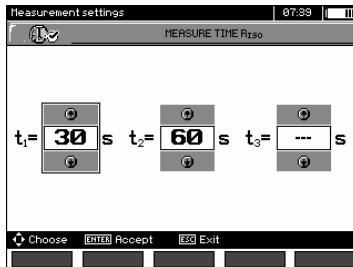 Measurement settings 07:39
MEASURE TIME RISO
t1= 30 s t2= 60 s t3= --- s
Choose ENTER Accept ESC Exit